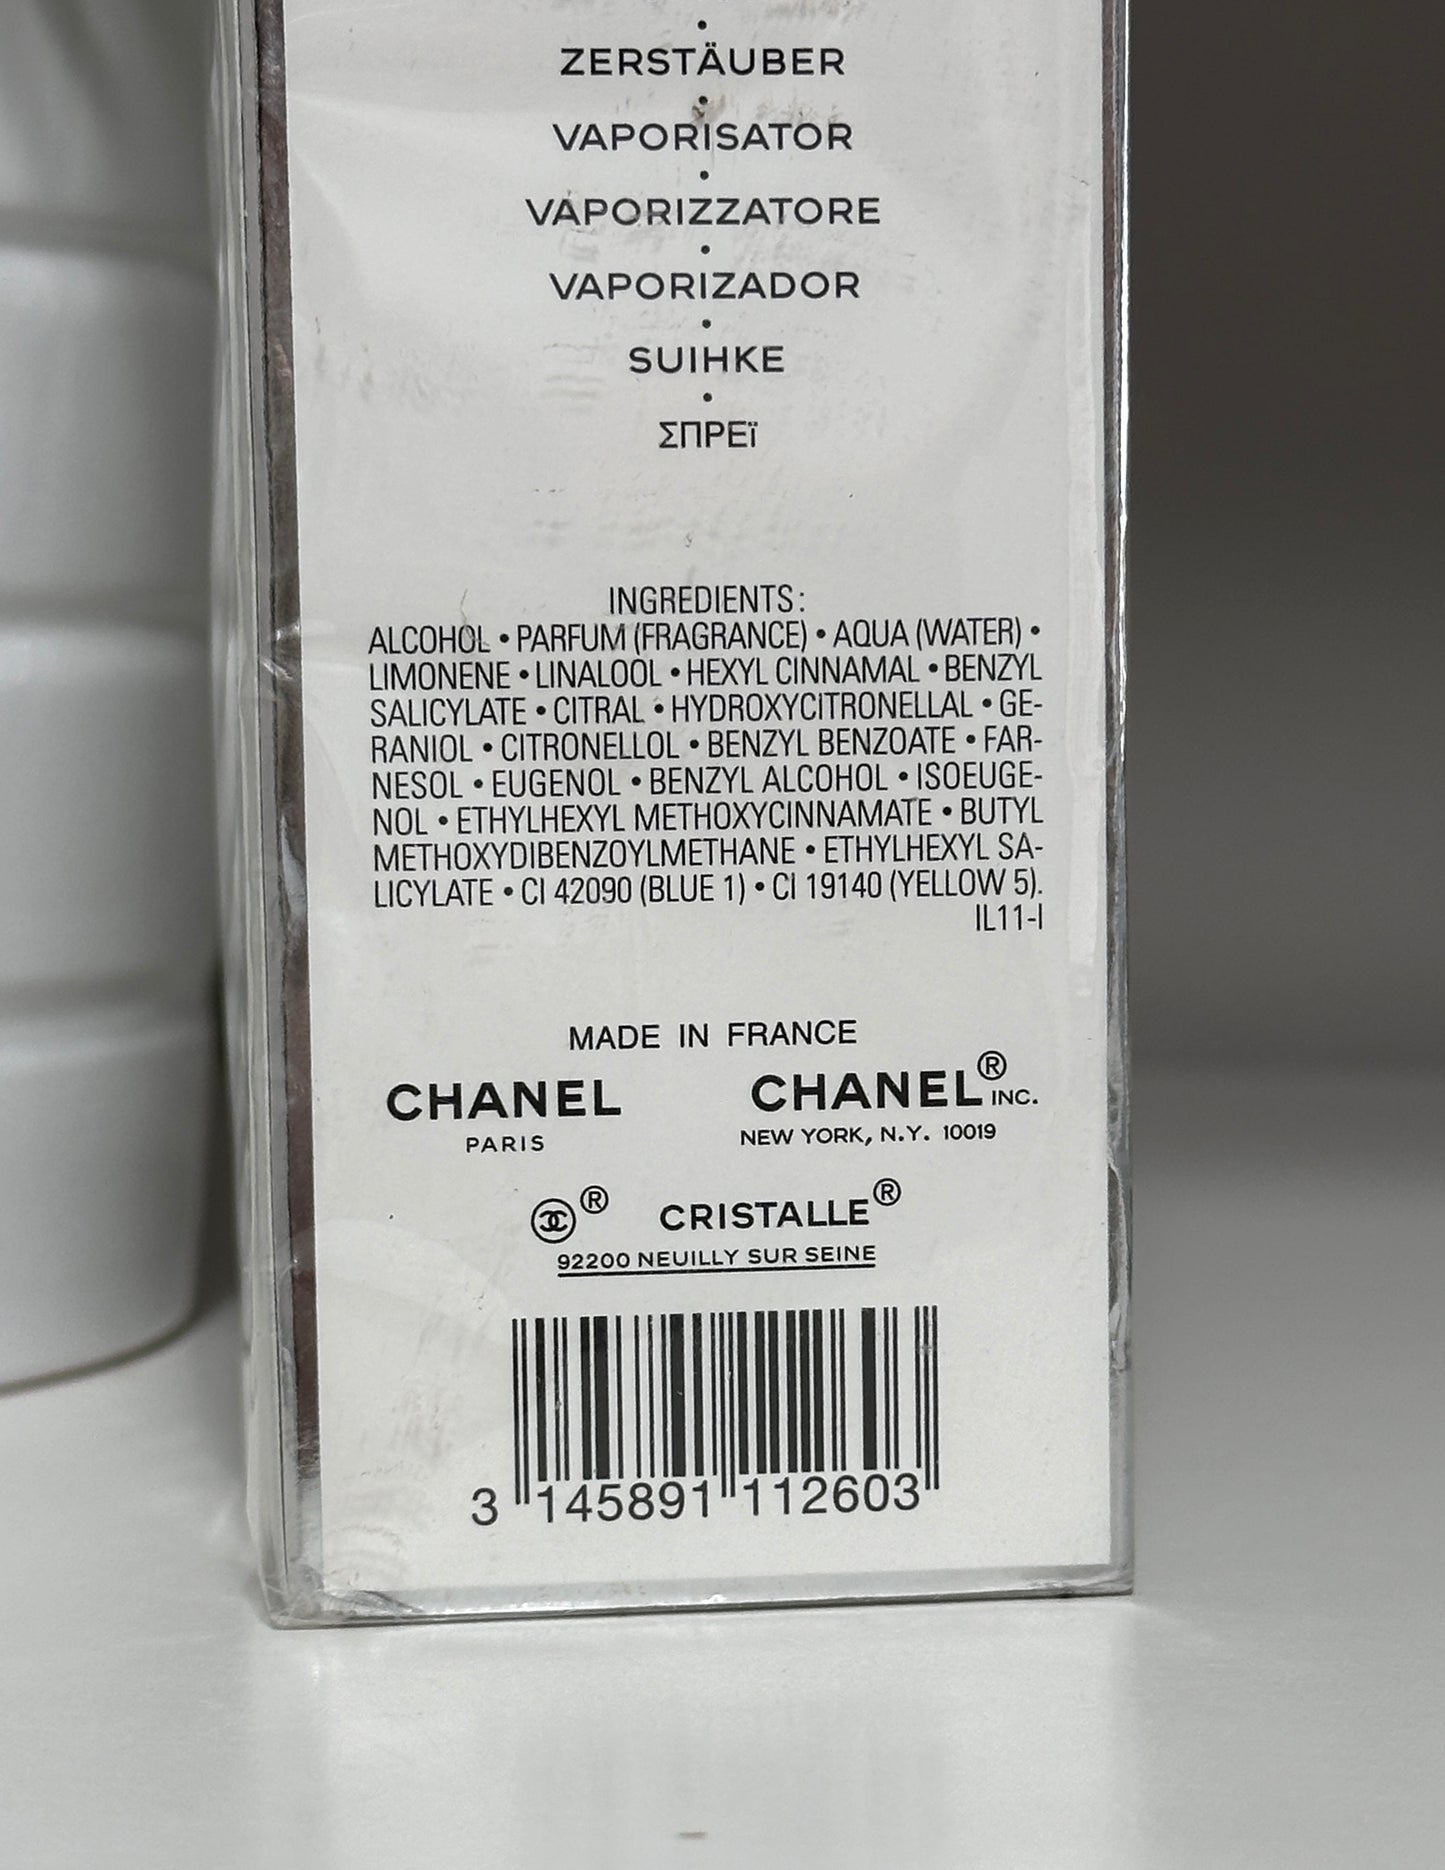 ZERSTÄUBER
VAPORISATOR
VAPORIZZATORE
VAPORIZADOR
SUIHKE
ΣΠΡΕϊ
INGREDIENTS:
ALCOHOL • PARFUM (FRAGRANCE) • AQUA (WATER) •
LIMONENE • LINALOOL • HEXYL CINNAMAL • BENZYL
SALICYLATE • CITRAL • HYDROXYCITRONELLAL • GE-
RANIOL • CITRONELLOL • BENZYL BENZOATE • FAR-
NESOL • EUGENOL • BENZYL ALCOHOL • ISOEUGE-
NOL • ETHYLHEXYL METHOXYCINNAMATE • BUTYL
METHOXYDIBENZOYLMETHANE • ETHYLHEXYL SA-
LICYLATE • CI 42090 (BLUE 1) • CI 19140 (YELLOW 5).
IL11-I
MADE IN FRANCE
CHANEL
PARIS
CHANEL® INC.
NEW YORK, N.Y. 10019
® CRISTALLE®
92200 NEUILLY SUR SEINE
3 145891 112603